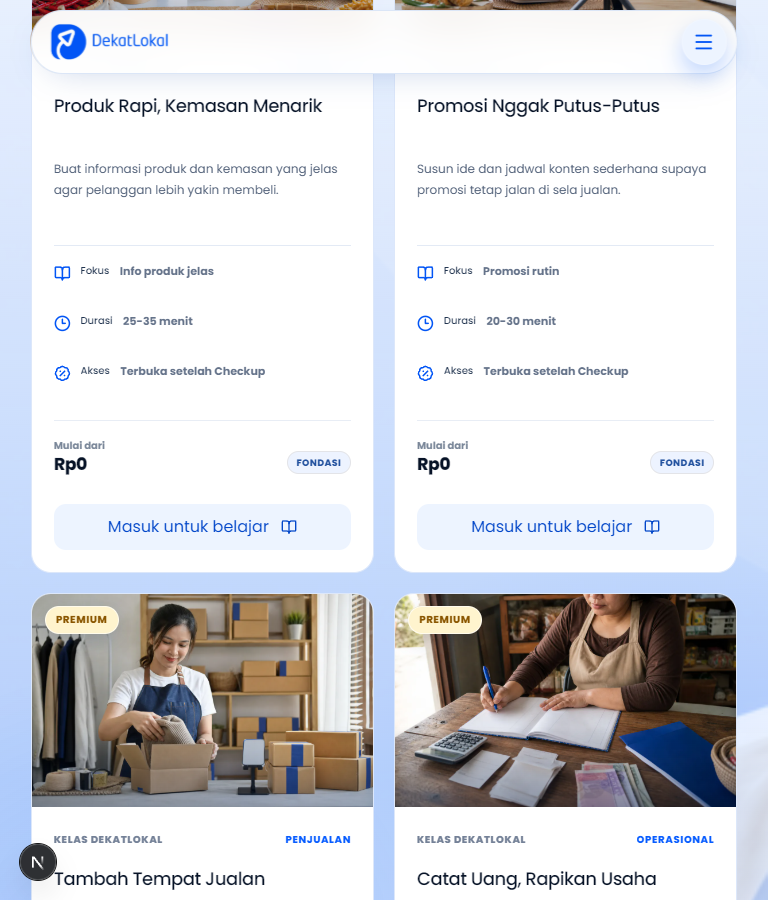 DekatLokal
Produk Rapi, Kemasan Menarik
Buat informasi produk dan kemasan yang jelas
agar pelanggan lebih yakin membeli.
Fokus Info produk jelas
Durasi 25-35 menit
Akses Terbuka setelah Checkup
Mulai dari
Rp0
FONDASI
Masuk untuk belajar
Promosi Nggak Putus-Putus
Susun ide dan jadwal konten sederhana supaya
promosi tetap jalan di sela jualan.
Fokus Promosi rutin
Durasi 20-30 menit
Akses Terbuka setelah Checkup
Mulai dari
Rp0
FONDASI
Masuk untuk belajar
PREMIUM
KELAS DEKATLOKAL
PENJUALAN
Tambah Tempat Jualan
PREMIUM
KELAS DEKATLOKAL
OPERASIONAL
Catat Uang, Rapikan Usaha
N